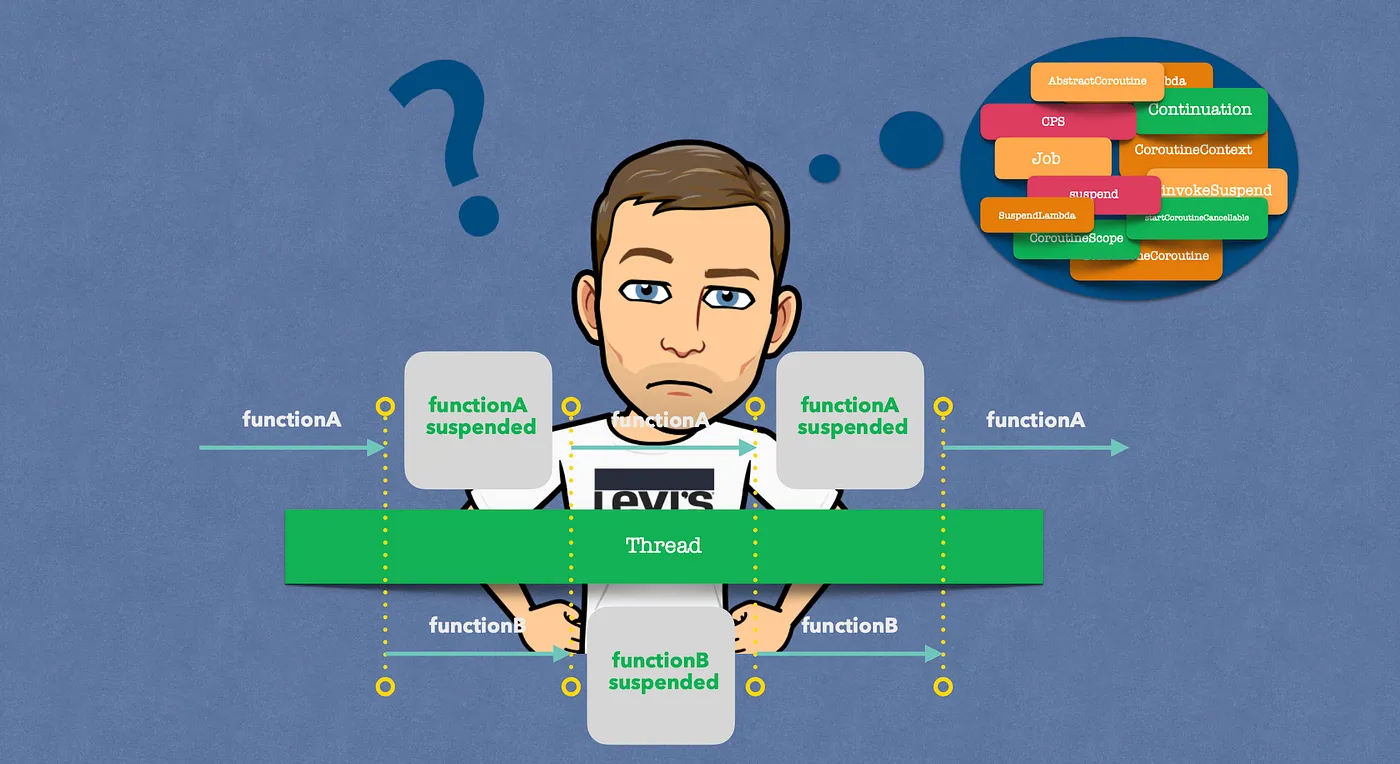 ?
AbstractCoroutine
bda
Continuation
CPS
CoroutineContext
Job
invokeSuspend
suspend
SuspendLambda
startCoroutineCancellable
CoroutineScope
neCoroutine
functionA
suspended
functionA
suspended
functionA
functionA
functionA
Levi's
Thread
functionB
functionB
functionB
suspended